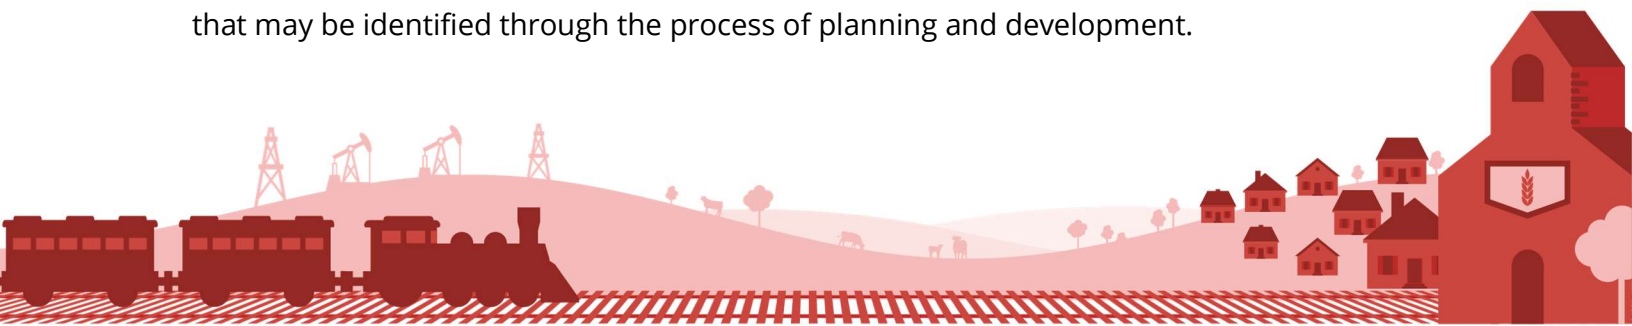 that may be identified through the process of planning and development.